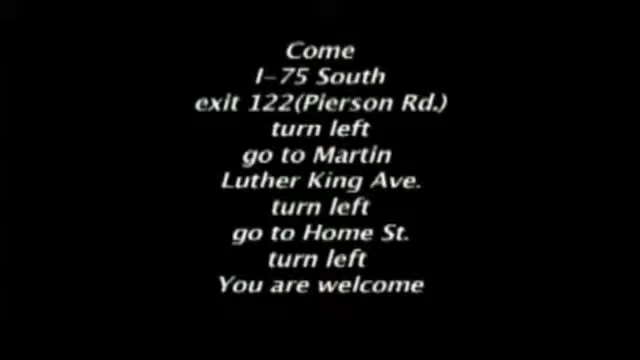 Come
I-75 South
exit 122(Pierson Rd.)
turn left
go to Martin
Luther King Ave.
turn left
go to Home St.
turn left
You are welcome